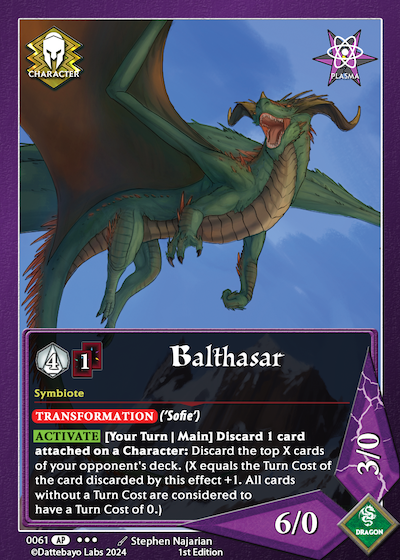 CHARACTER
PLASMA
4 1 Balthasar
Symbiote
TRANSFORMATION ('Sofie')
ACTIVATE [Your Turn | Main] Discard 1 card
attached on a Character: Discard the top X cards
of your opponent's deck. (X equals the Turn Cost of
the card discarded by this effect +1. All cards
without a Turn Cost are considered to
have a Turn Cost of 0.)
3/0
6/0
DRAGON
0061 AP Stephen Najarian
©Dattebayo Labs 2024 1st Edition